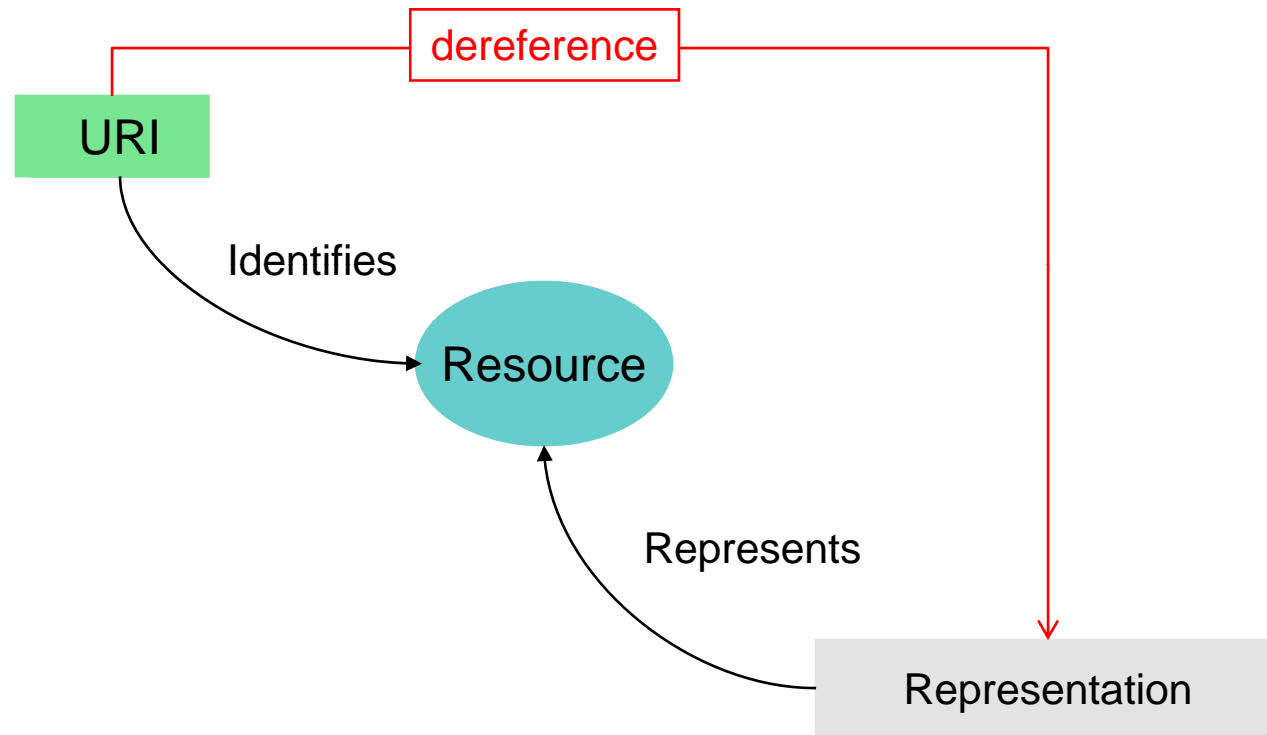 dereference
URI
Identifies
Resource
Represents
Representation